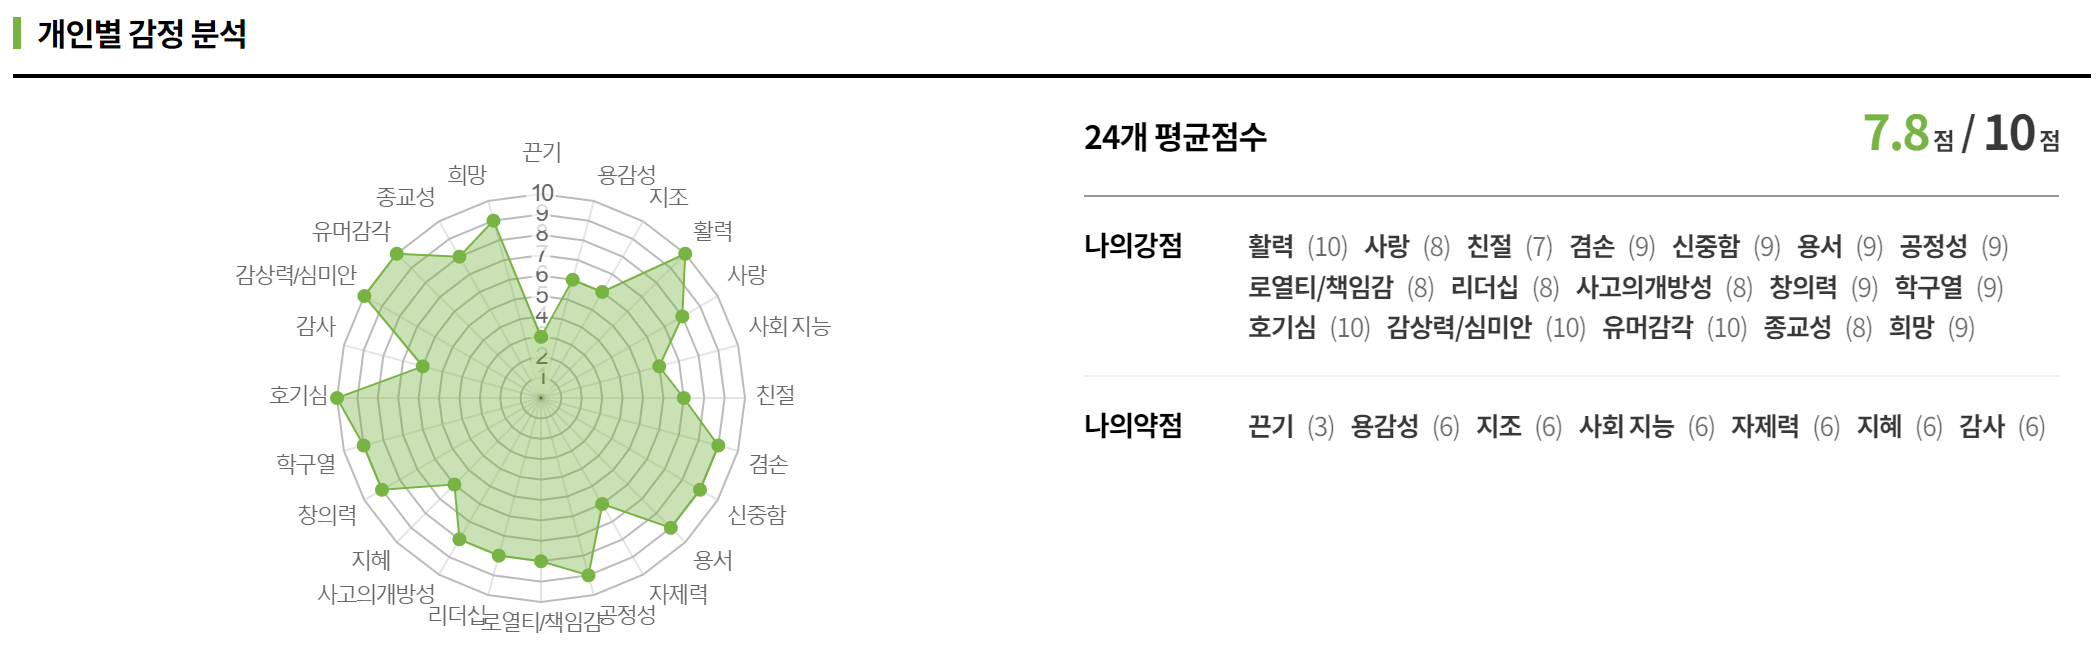 개인별 감정 분석
끈기
용감성
지조
활력
사랑
사회 지능
친절
겸손
신중함
용서
자제력
공정성
로열티/책임감
리더십
사고의개방성
지혜
창의력
학구열
호기심
감사
감상력/심미안
유머감각
종교성
희망
10
9
8
7
6
5
4
2
1
24개 평균점수
7.8점 / 10점
나의강점 활력 (10) 사랑 (8) 친절 (7) 겸손 (9) 신중함 (9) 용서 (9) 공정성 (9)
로열티/책임감 (8) 리더십 (8) 사고의개방성 (8) 창의력 (9) 학구열 (9)
호기심 (10) 감상력/심미안 (10) 유머감각 (10) 종교성 (8) 희망 (9)
나의약점 끈기 (3) 용감성 (6) 지조 (6) 사회 지능 (6) 자제력 (6) 지혜 (6) 감사 (6)